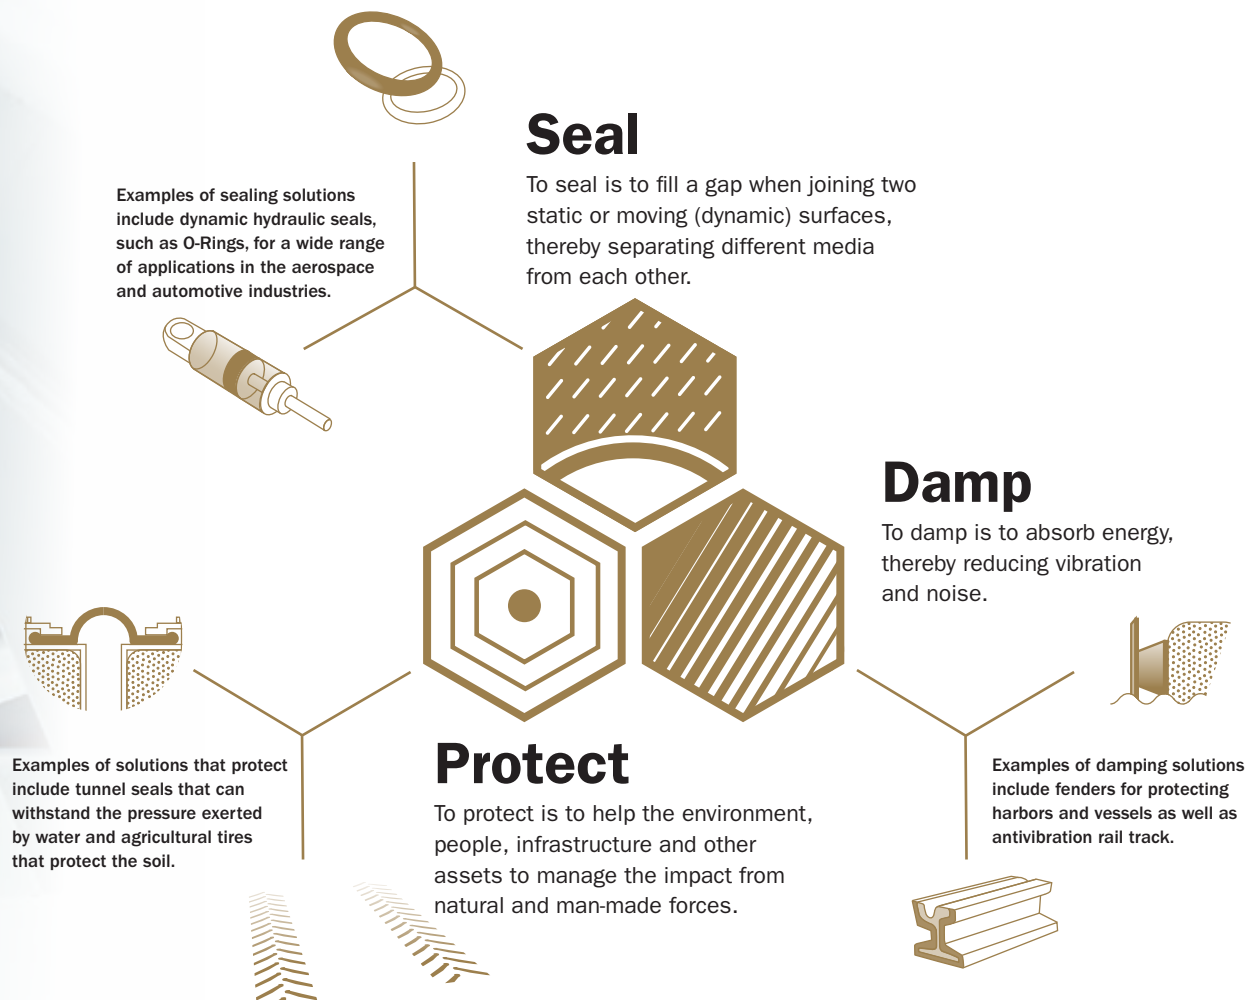 Seal
To seal is to fill a gap when joining two
static or moving (dynamic) surfaces,
thereby separating different media
from each other.
Examples of sealing solutions
include dynamic hydraulic seals,
such as O-Rings, for a wide range
of applications in the aerospace
and automotive industries.
Damp
To damp is to absorb energy,
thereby reducing vibration
and noise.
Examples of damping solutions
include fenders for protecting
harbors and vessels as well as
antivibration rail track.
Protect
To protect is to help the environment,
people, infrastructure and other
assets to manage the impact from
natural and man-made forces.
Examples of solutions that protect
include tunnel seals that can
withstand the pressure exerted
by water and agricultural tires
that protect the soil.